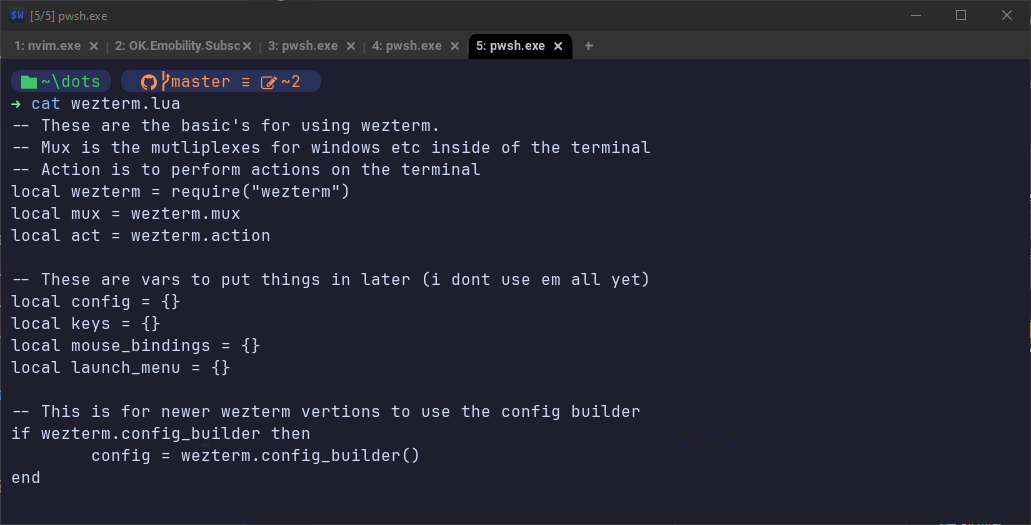 SW [5/5] pwsh.exe
1: nvim.exe ✕ 2: OK.Emobility.Subsc ✕ 3: pwsh.exe ✕ 4: pwsh.exe ✕ 5: pwsh.exe ✕ +
~\dots master ≡ ~2
➜ cat wezterm.lua
-- These are the basic's for using wezterm.
-- Mux is the mutliplexes for windows etc inside of the terminal
-- Action is to perform actions on the terminal
local wezterm = require("wezterm")
local mux = wezterm.mux
local act = wezterm.action
-- These are vars to put things in later (i dont use em all yet)
local config = {}
local keys = {}
local mouse_bindings = {}
local launch_menu = {}
-- This is for newer wezterm vertions to use the config builder
if wezterm.config_builder then
        config = wezterm.config_builder()
end